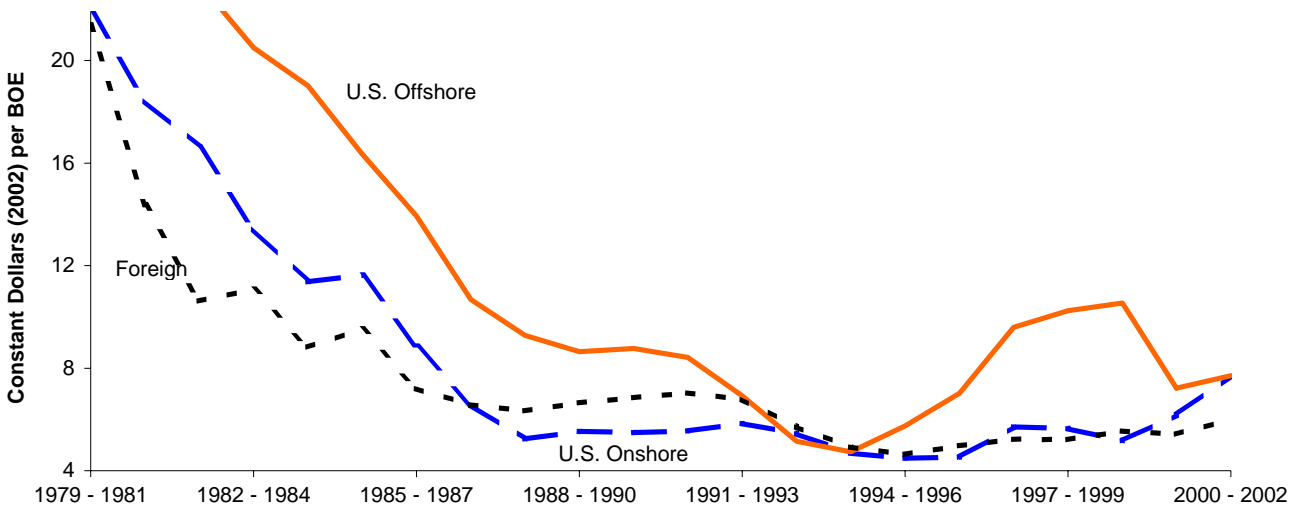 Constant Dollars (2002) per BOE
20
16
12
8
4
U.S. Offshore
Foreign
U.S. Onshore
1979 - 1981
1982 - 1984
1985 - 1987
1988 - 1990
1991 - 1993
1994 - 1996
1997 - 1999
2000 - 2002